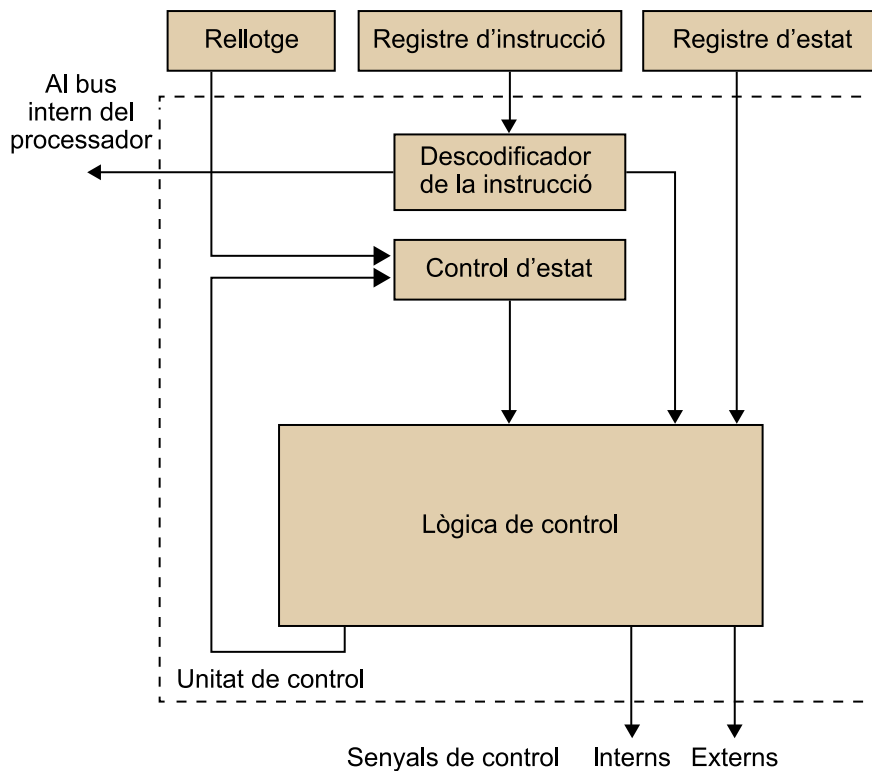 Rellotge
Registre d'instrucció
Registre d'estat
Al bus
intern del
processador
Descodificador
de la instrucció
Control d'estat
Lògica de control
Unitat de control
Senyals de control
Interns
Externs